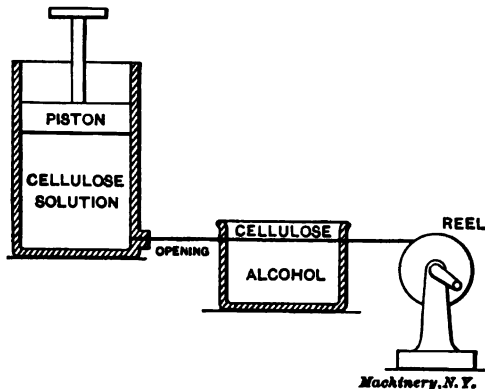 PISTON
CELLULOSE
SOLUTION
OPENING
CELLULOSE
ALCOHOL
REEL
Machinery, N.Y.